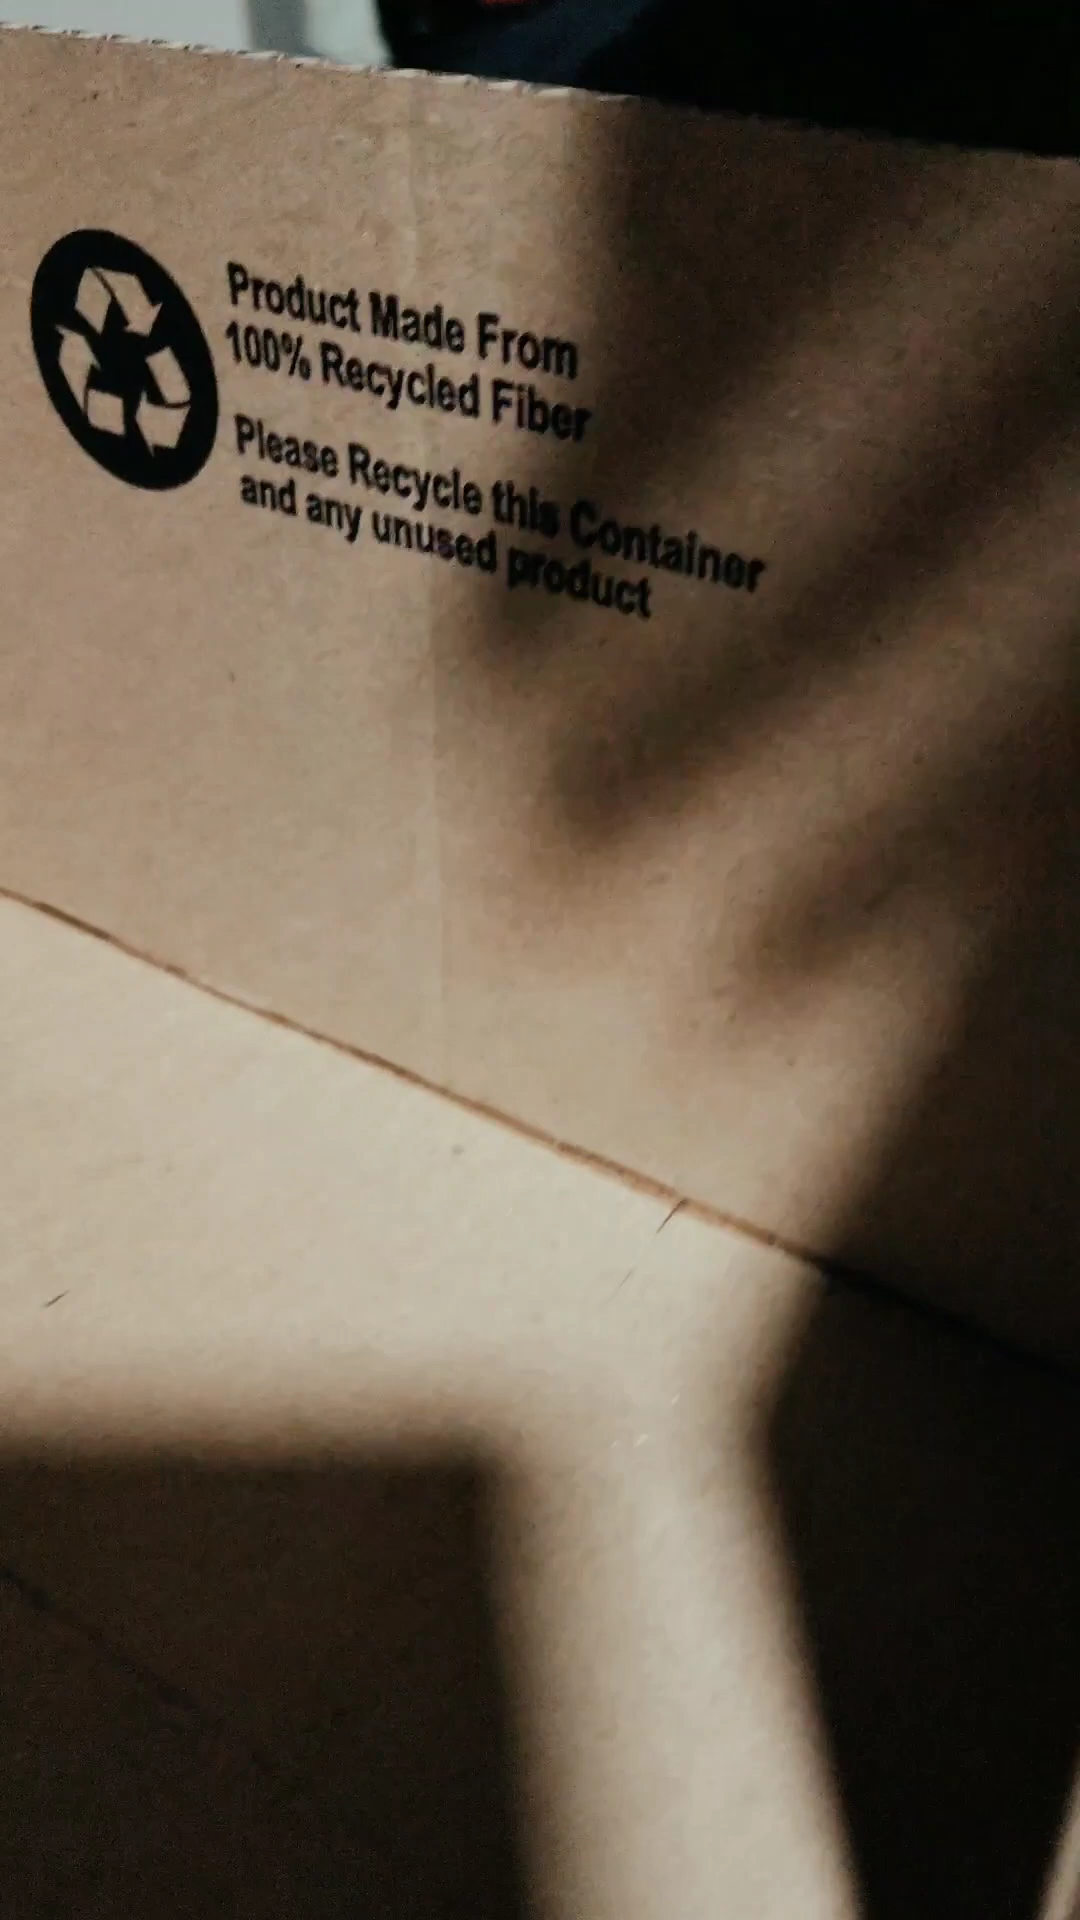 Product Made From
100% Recycled Fiber
Please Recycle this Container
and any unused product